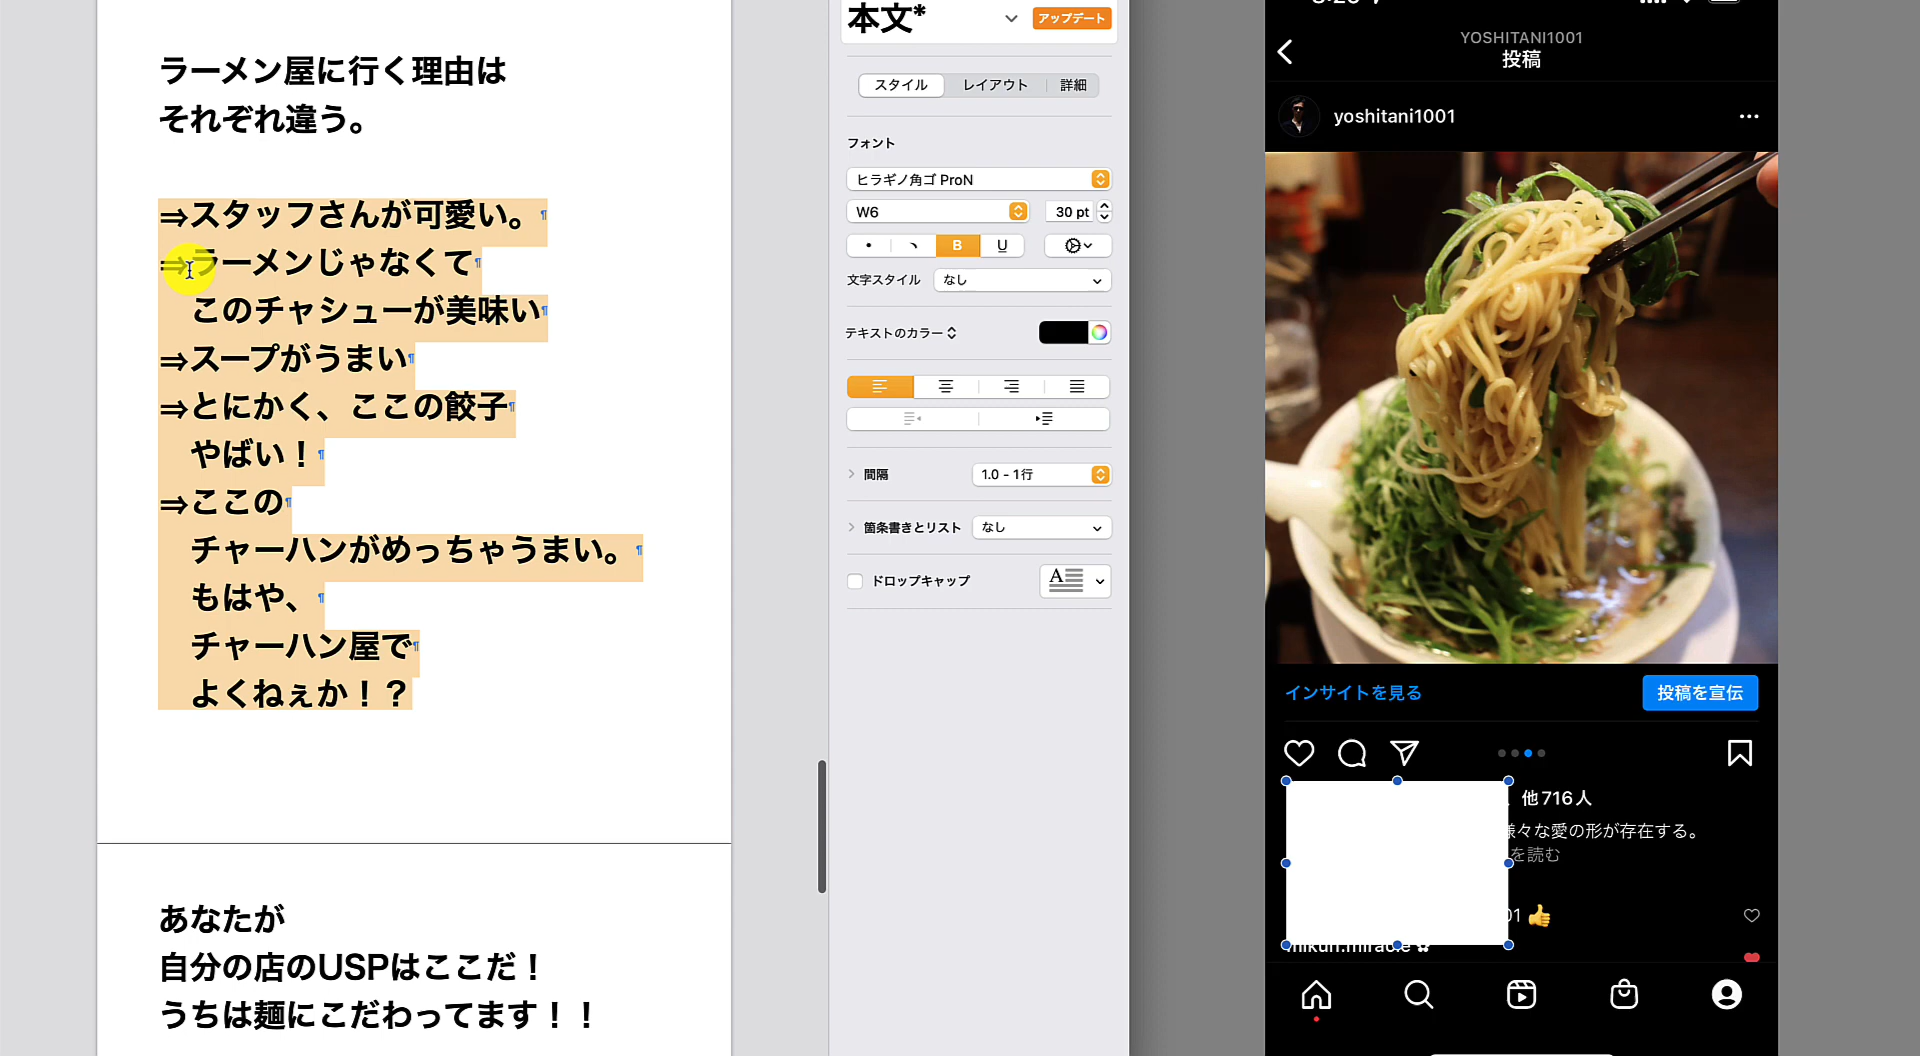 ラーメン屋に行く理由は
それぞれ違う。
⇒スタッフさんが可愛い。
⇒ラーメンじゃなくて
このチャシューが美味い
⇒スープがうまい
⇒とにかく、ここの餃子
やばい！
⇒ここの
チャーハンがめっちゃうまい。
もはや、
チャーハン屋で
よくねぇか！？
あなたが
自分の店のUSPはここだ！
うちは麺にこだわってます！！
本文*
アップデート
スタイル
レイアウト
詳細
フォント
ヒラギノ角ゴ ProN
W6
30 pt
B
U
文字スタイル
なし
テキストのカラー
間隔
1.0 - 1行
箇条書きとリスト
なし
ドロップキャップ
A
YOSHITANI1001
投稿
yoshitani1001
インサイトを見る
投稿を宣伝
、他716人
様々な愛の形が存在する。
を読む
01 👍